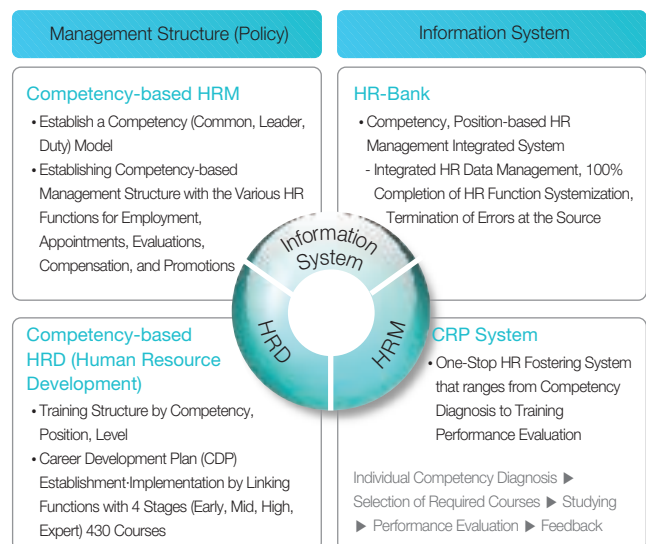 Management Structure (Policy)
Information System
Competency-based HRM
• Establish a Competency (Common, Leader,
Duty) Model
• Establishing Competency-based
Management Structure with the Various HR
Functions for Employment,
Appointments, Evaluations,
Compensation, and Promotions
HR-Bank
• Competency, Position-based HR
Management Integrated System
- Integrated HR Data Management, 100%
Completion of HR Function Systemization,
Termination of Errors at the Source
Information
System
HRD
HRM
Competency-based
HRD (Human Resource
Development)
• Training Structure by Competency,
Position, Level
• Career Development Plan (CDP)
Establishment·Implementation by Linking
Functions with 4 Stages (Early, Mid, High,
Expert) 430 Courses
CRP System
• One-Stop HR Fostering System
that ranges from Competency
Diagnosis to Training
Performance Evaluation
Individual Competency Diagnosis ▶
Selection of Required Courses ▶ Studying
▶ Performance Evaluation ▶ Feedback